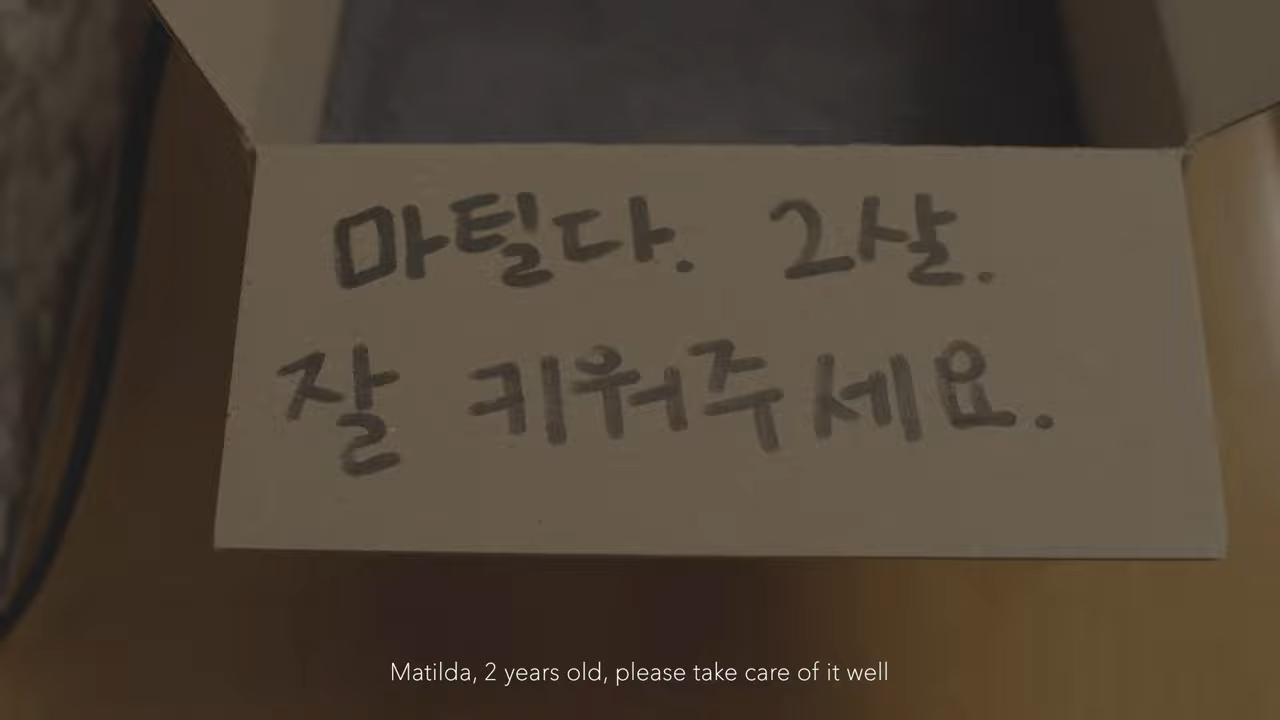 마틸다. 2살.
잘 키워주세요.
Matilda, 2 years old, please take care of it well